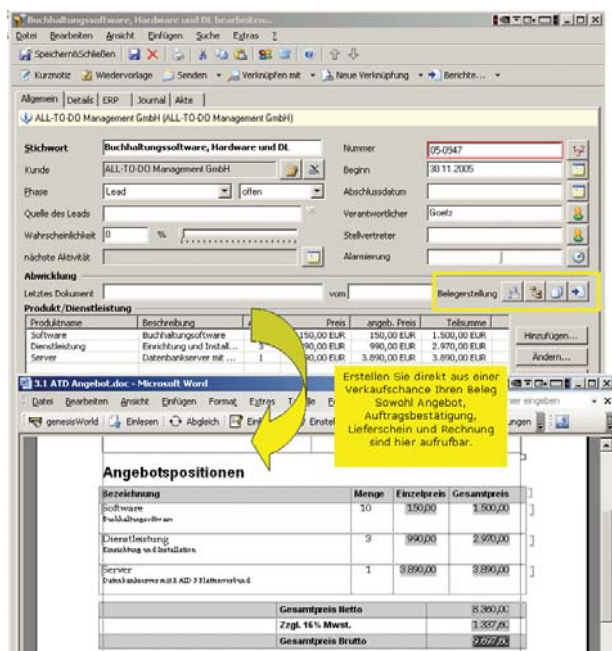 Buchhaltungssoftware, Hardware und DL bearbeiten...
Datei Bearbeiten Ansicht Einfügen Suche Extras ?
Speichern&Schließen
Kurznotiz Wiedervorlage Senden Verknüpfen mit Neue Verknüpfung Berichte...
Allgemein Details ERP Journal Akte
ALL-TO-DO Management GmbH (ALL-TO-DO Management GmbH)
Stichwort Buchhaltungssoftware, Hardware und DL Nummer 05-0947
Kunde ALL-TO-DO Management GmbH Beginn 30.11.2005
Phase Lead offen Abschlussdatum
Quelle des Leads Verantwortlicher Goetz
Wahrscheinlichkeit 0 % Stellvertreter
nächste Aktivität Alarmierung
Abwicklung
Letztes Dokument vom Belegerstellung
Produkt/Dienstleistung
Produktname Beschreibung Preis angeb. Preis Teilsumme
Software Buchhaltungssoftware 150,00 EUR 150,00 EUR 1.500,00 EUR Hinzufügen...
Dienstleistung Einrichtung und Install... 3 990,00 EUR 990,00 EUR 2.970,00 EUR
Server Datenbankserver mit ... 1 3.890,00 EUR 3.890,00 EUR Ändern...
3.1 ATD Angebot.doc - Microsoft Word
Datei Bearbeiten Ansicht Einfügen Format Extras
genesisWorld Einlesen Abgleich
Erstellen Sie direkt aus einer
Verkaufschance Ihren Beleg
Sowohl Angebot,
Auftragsbestätigung,
Lieferschein und Rechnung
sind hier aufrufbar.
Angebotspositionen
Bezeichnung Menge Einzelpreis Gesamtpreis
Software 10 150,00 1.500,00
Buchhaltungssoftware
Dienstleistung 3 990,00 2.970,00
Einrichtung und Installation
Server 1 3.890,00 3.890,00
Gesamtpreis Netto 8.360,00
Zzgl. 16% Mwst. 1.337,60
Gesamtpreis Brutto 9.697,60